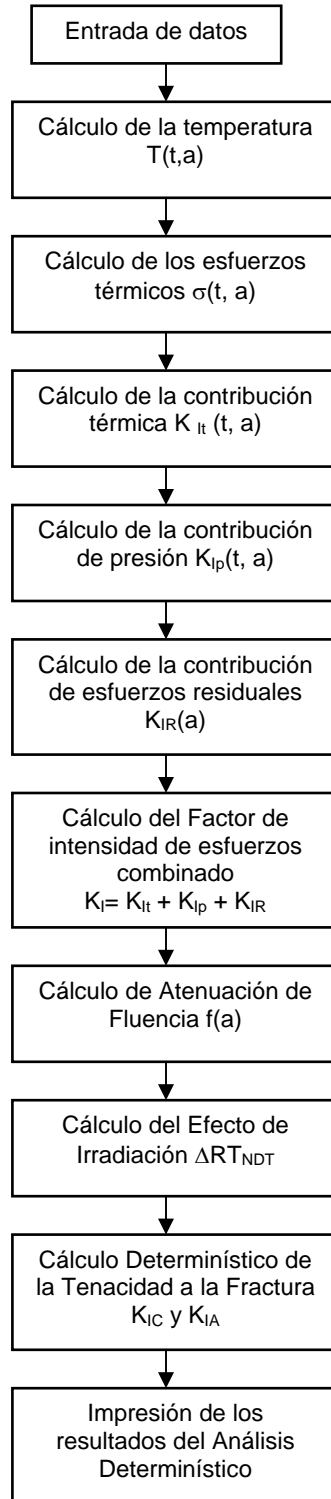 Entrada de datos
Cálculo de la temperatura
T(t,a)
Cálculo de los esfuerzos
térmicos σ(t, a)
Cálculo de la contribución
térmica K It (t, a)
Cálculo de la contribución
de presión KIp(t, a)
Cálculo de la contribución
de esfuerzos residuales
KIR(a)
Cálculo del Factor de
intensidad de esfuerzos
combinado
KI= KIt + KIp + KIR
Cálculo de Atenuación de
Fluencia f(a)
Cálculo del Efecto de
Irradiación ΔRTNDT
Cálculo Determinístico de
la Tenacidad a la Fractura
KIC y KIA
Impresión de los
resultados del Análisis
Determinístico